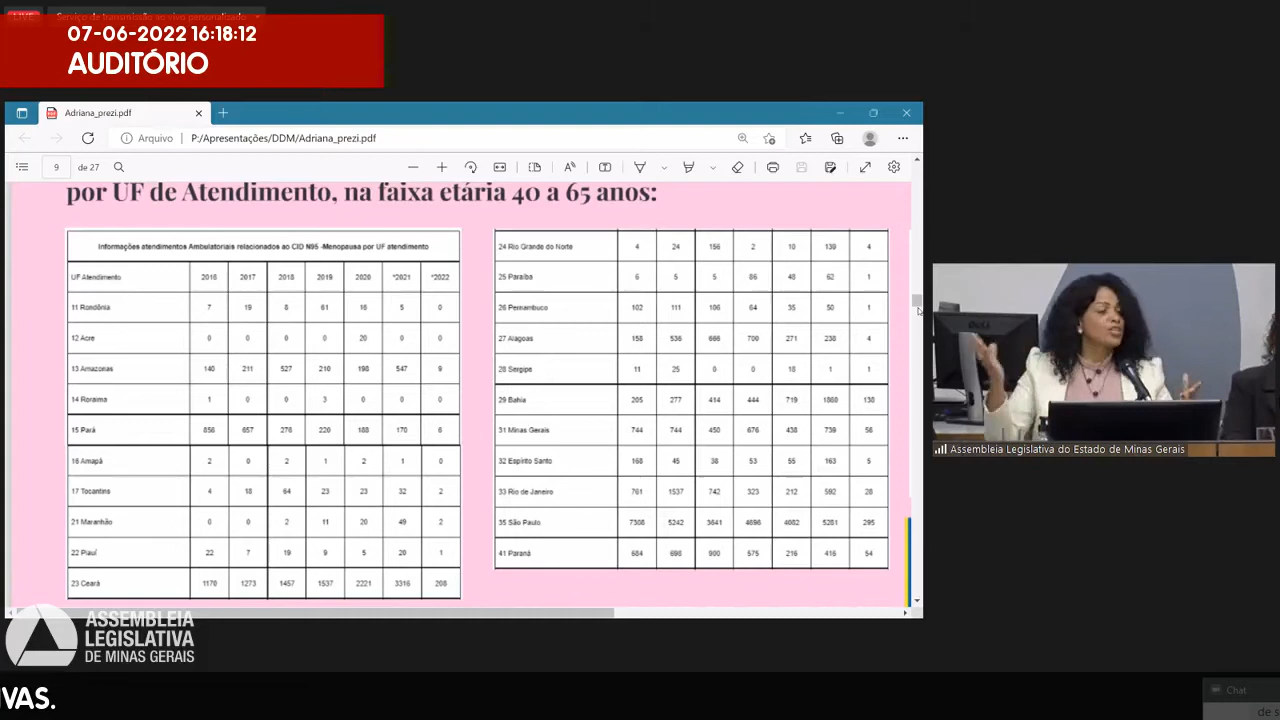 LIVE
Serviço de transmissão ao vivo personalizado
07-06-2022 16:18:12
AUDITÓRIO
Adriana_prezi.pdf
Arquivo P:/Apresentações/DDM/Adriana_prezi.pdf
9 de 27
por UF de Atendimento, na faixa etária 40 a 65 anos:
Informações atendimentos Ambulatoriais relacionados ao CID N95 -Menopausa por UF atendimento
UF Atendimento 2016 2017 2018 2019 2020 *2021 *2022
11 Rondônia 7 19 8 61 16 5 0
12 Acre 0 0 0 0 20 0 0
13 Amazonas 140 211 527 210 198 547 9
14 Roraima 1 0 0 3 0 0 0
15 Pará 856 657 276 220 188 170 6
16 Amapá 2 0 2 1 2 1 0
17 Tocantins 4 18 64 23 23 32 2
21 Maranhão 0 0 2 11 20 49 2
22 Piauí 22 7 19 9 5 20 1
23 Ceará 1170 1273 1457 1537 2221 3316 208
24 Rio Grande do Norte 4 24 156 2 10 139 4
25 Paraíba 6 5 5 86 48 62 1
26 Pernambuco 102 111 106 64 35 50 1
27 Alagoas 158 536 666 700 271 238 4
28 Sergipe 11 25 0 0 18 1 1
29 Bahia 205 277 414 444 719 1860 138
31 Minas Gerais 744 744 450 676 438 739 56
32 Espírito Santo 168 45 38 53 55 163 5
33 Rio de Janeiro 761 1537 742 323 212 592 28
35 São Paulo 7308 5242 3641 4698 4082 5281 295
41 Paraná 684 698 900 575 216 416 54
DELL
Assembleia Legislativa do Estado de Minas Gerais
ASSEMBLEIA
LEGISLATIVA
DE MINAS GERAIS
IVAS.
Chat
de s